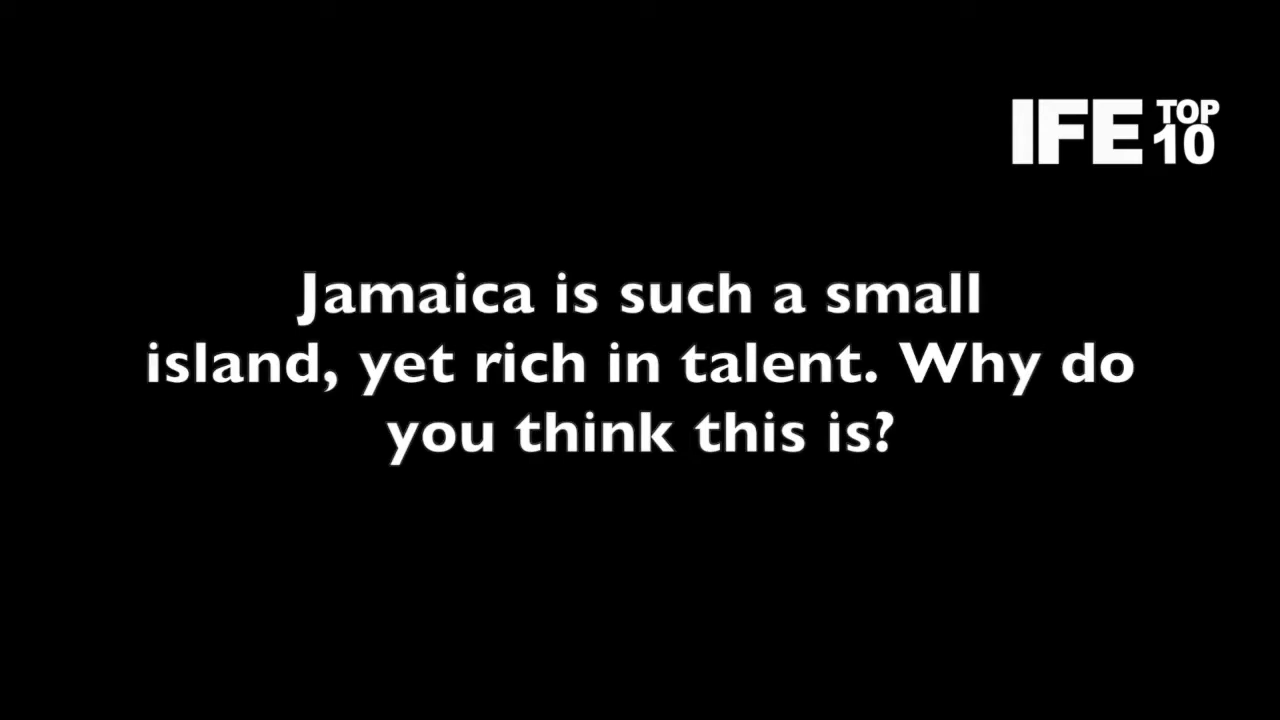 IFE TOP 10
Jamaica is such a small
island, yet rich in talent. Why do
you think this is?